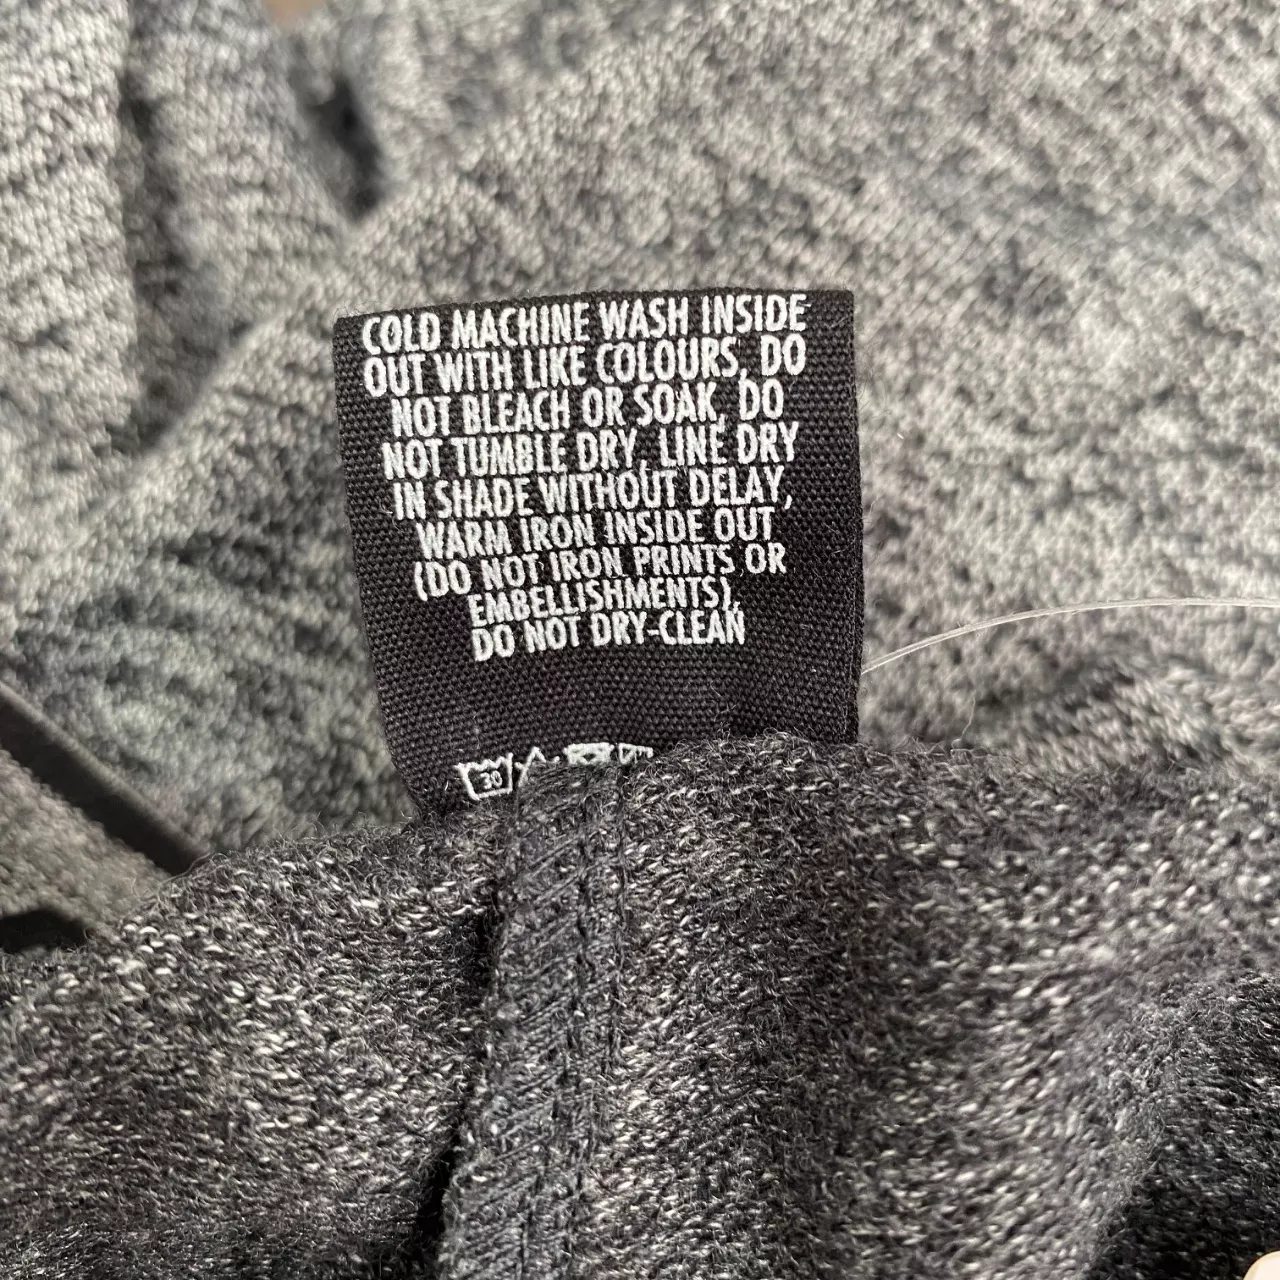 COLD MACHINE WASH INSIDE
OUT WITH LIKE COLOURS, DO
NOT BLEACH OR SOAK, DO
NOT TUMBLE DRY, LINE DRY
IN SHADE WITHOUT DELAY,
WARM IRON INSIDE OUT
(DO NOT IRON PRINTS OR
EMBELLISHMENTS),
DO NOT DRY-CLEAN
30